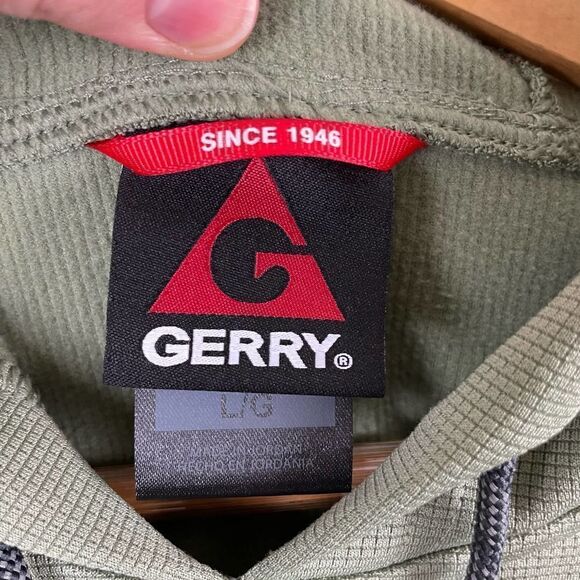 SINCE 1946
G
GERRY®
L/G
MADE IN JORDAN
HECHO EN JORDANIA